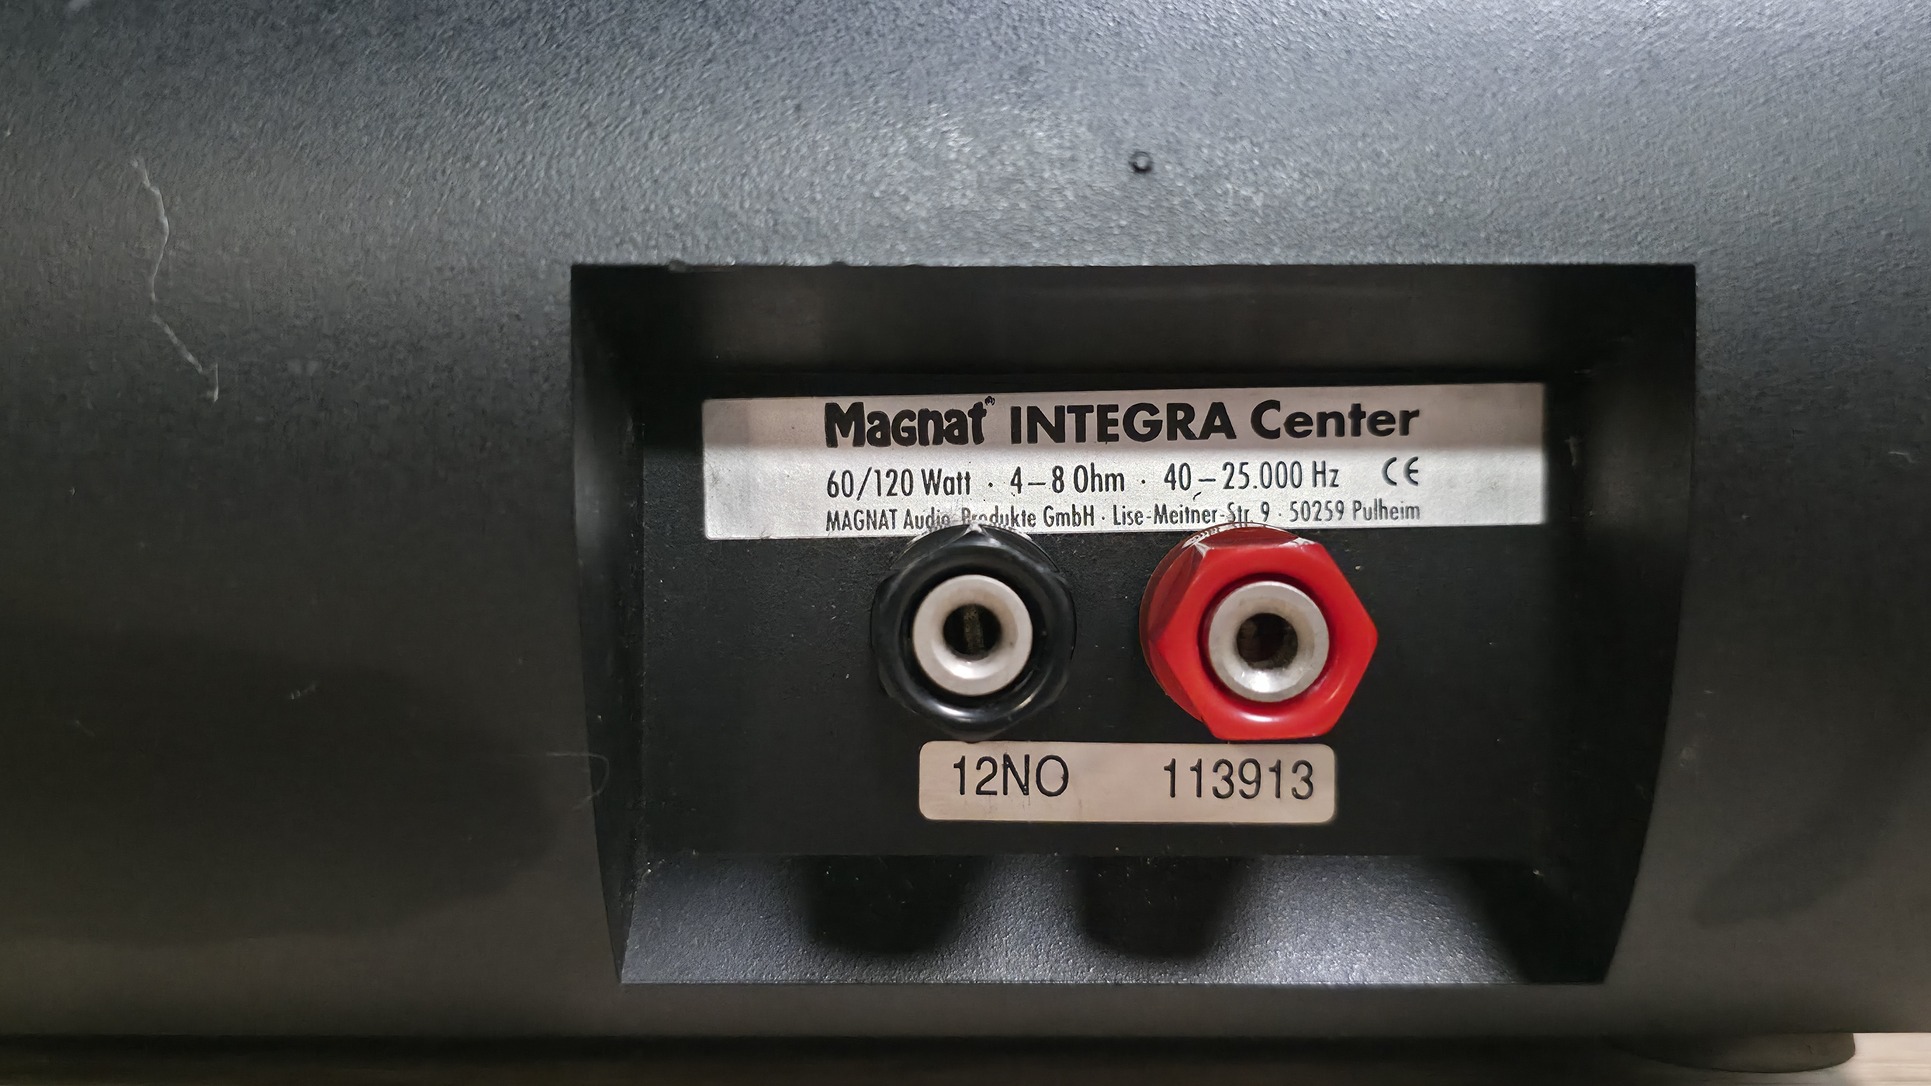 Magnat® INTEGRA Center
60/120 Watt · 4–8 Ohm · 40–25.000 Hz CE
MAGNAT Audio Produkte GmbH · Lise-Meitner-Str. 9 · 50259 Pulheim
12NO 113913